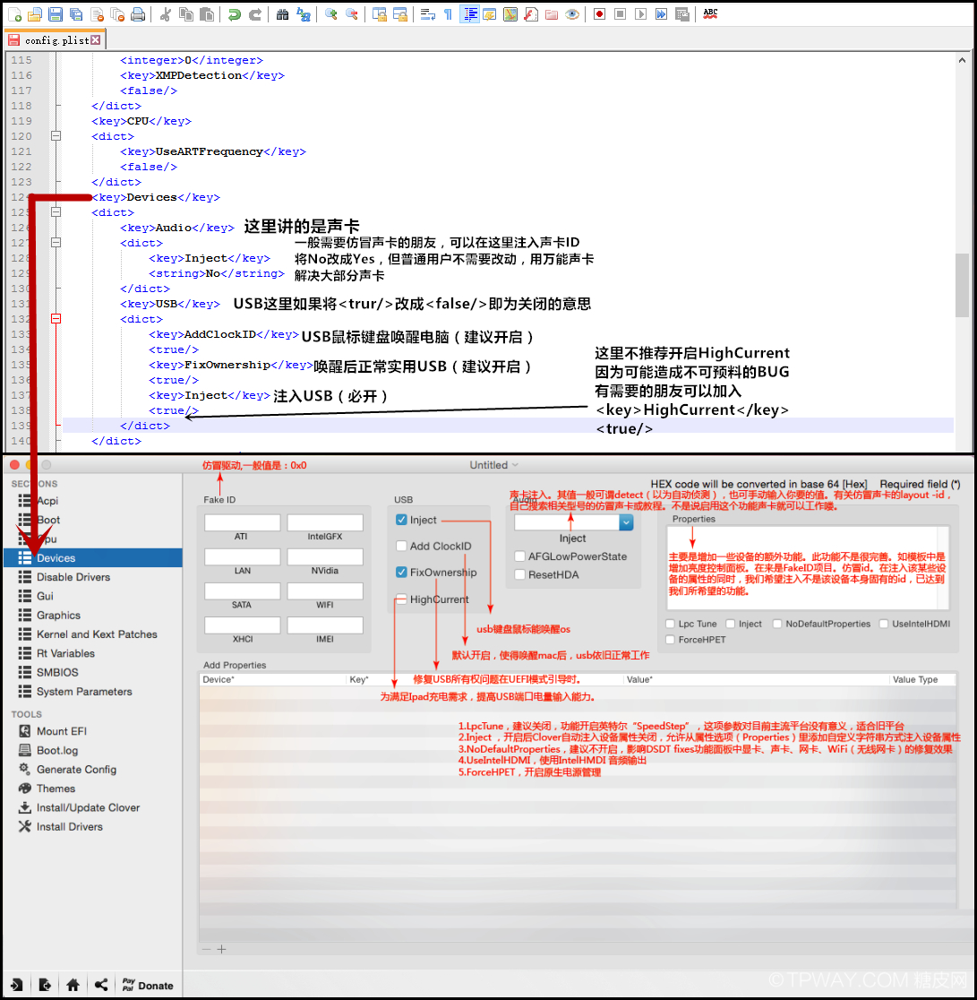 ABC
config.plist
115 <integer>0</integer>
116 <key>XMPDetection</key>
117 <false/>
118 </dict>
119 <key>CPU</key>
120 <dict>
121 <key>UseARTFrequency</key>
122 <false/>
123 </dict>
124 <key>Devices</key>
125 <dict>
126 <key>Audio</key> 这里讲的是声卡
127 <dict> 一般需要仿冒声卡的朋友，可以在这里注入声卡ID
128 <key>Inject</key> 将No改成Yes，但普通用户不需要改动，用万能声卡
129 <string>No</string> 解决大部分声卡
130 </dict>
131 <key>USB</key> USB这里如果将<trur/>改成<false/>即为关闭的意思
132 <dict>
133 <key>AddClockID</key> USB鼠标键盘唤醒电脑（建议开启）
134 <true/>
135 <key>FixOwnership</key> 唤醒后正常实用USB（建议开启）
136 <true/>
137 <key>Inject</key> 注入USB（必开）
138 <true/>
139 </dict>
140 </dict>
这里不推荐开启HighCurrent
因为可能造成不可预料的BUG
有需要的朋友可以加入
<key>HighCurrent</key>
<true/>
仿冒驱动,一般值是：0x0
Untitled
SECTIONS
Acpi
Boot
Cpu
Devices
Disable Drivers
Gui
Graphics
Kernel and Kext Patches
Rt Variables
SMBIOS
System Parameters
TOOLS
Mount EFI
Boot.log
Generate Config
Themes
Install/Update Clover
Install Drivers
PayPal Donate
HEX code will be converted in base 64 [Hex] Required field (*)
Fake ID
ATI IntelGFX
LAN NVidia
SATA WIFI
XHCI IMEI
USB
Inject
Add ClockID
FixOwnership
HighCurrent
Audio
声卡注入。其值一般可谓detect（以为自动侦测），也可手动输入你要的值。有关仿冒声卡的layout -id，
自己搜索相关型号的仿冒声卡或教程。不是说启用这个功能声卡就可以工作喽。
Inject
AFGLowPowerState
ResetHDA
Properties
主要是增加一些设备的额外功能。此功能不是很完善。如模板中是
增加亮度控制面板。在来是FakeID项目。仿冒id。在注入该某些设
备的属性的同时，我们希望注入不是该设备本身固有的id，已达到
我们所希望的功能。
Lpc Tune Inject NoDefaultProperties UseIntelHDMI
ForceHPET
usb键盘鼠标能唤醒os
默认开启，使得唤醒mac后，usb依旧正常工作
Add Properties
Device* Key* Value* Value Type
修复USB所有权问题在UEFI模式引导时。
为满足Ipad充电需求，提高USB端口电量输入能力。
1.LpcTune，建议关闭，功能开启英特尔“SpeedStep”，这项参数对目前主流平台没有意义，适合旧平台
2.Inject ，开启后Clover自动注入设备属性关闭，允许从属性选项（Properties）里添加自定义字符串方式注入设备属性
3.NoDefaultProperties，建议不开启，影响DSDT fixes功能面板中显卡、声卡、网卡、WiFi（无线网卡）的修复效果
4.UseIntelHDMI，使用IntelHMDI 音频输出
5.ForceHPET，开启原生电源管理
©TPWAY.COM 糖皮网